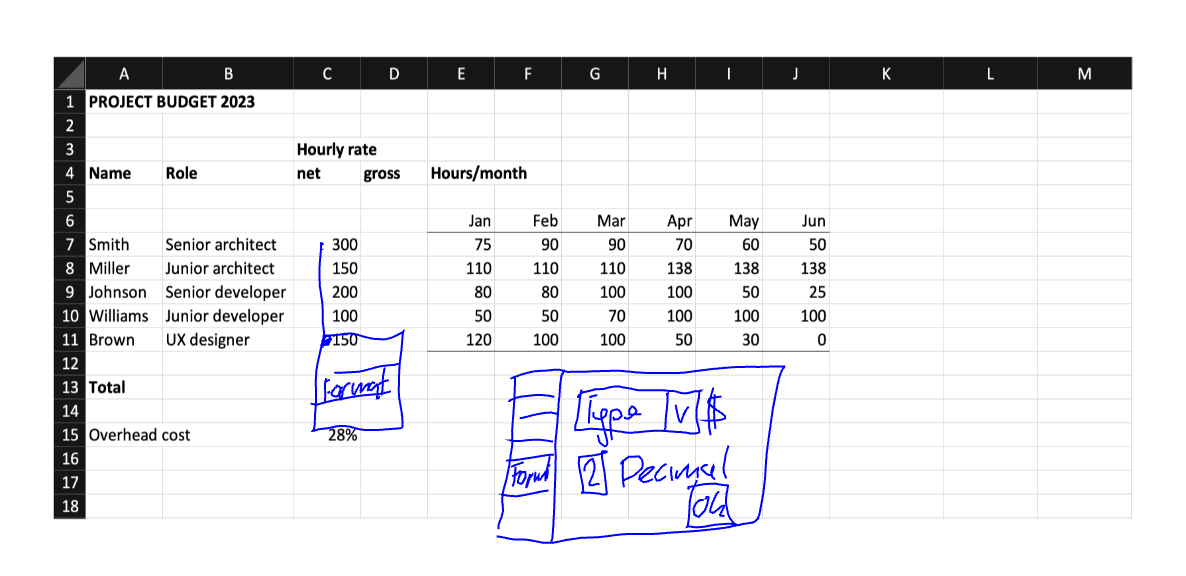 A B C D E F G H I J K L M
1 PROJECT BUDGET 2023
2
3 Hourly rate
4 Name Role net gross Hours/month
5
6 Jan Feb Mar Apr May Jun
7 Smith Senior architect 300 75 90 90 70 60 50
8 Miller Junior architect 150 110 110 110 138 138 138
9 Johnson Senior developer 200 80 80 100 100 50 25
10 Williams Junior developer 100 50 50 70 100 100 100
11 Brown UX designer 150 120 100 100 50 30 0
12
13 Total Format
14 Type V $
15 Overhead cost 28%
16
17 2 Decimal
18 Ok